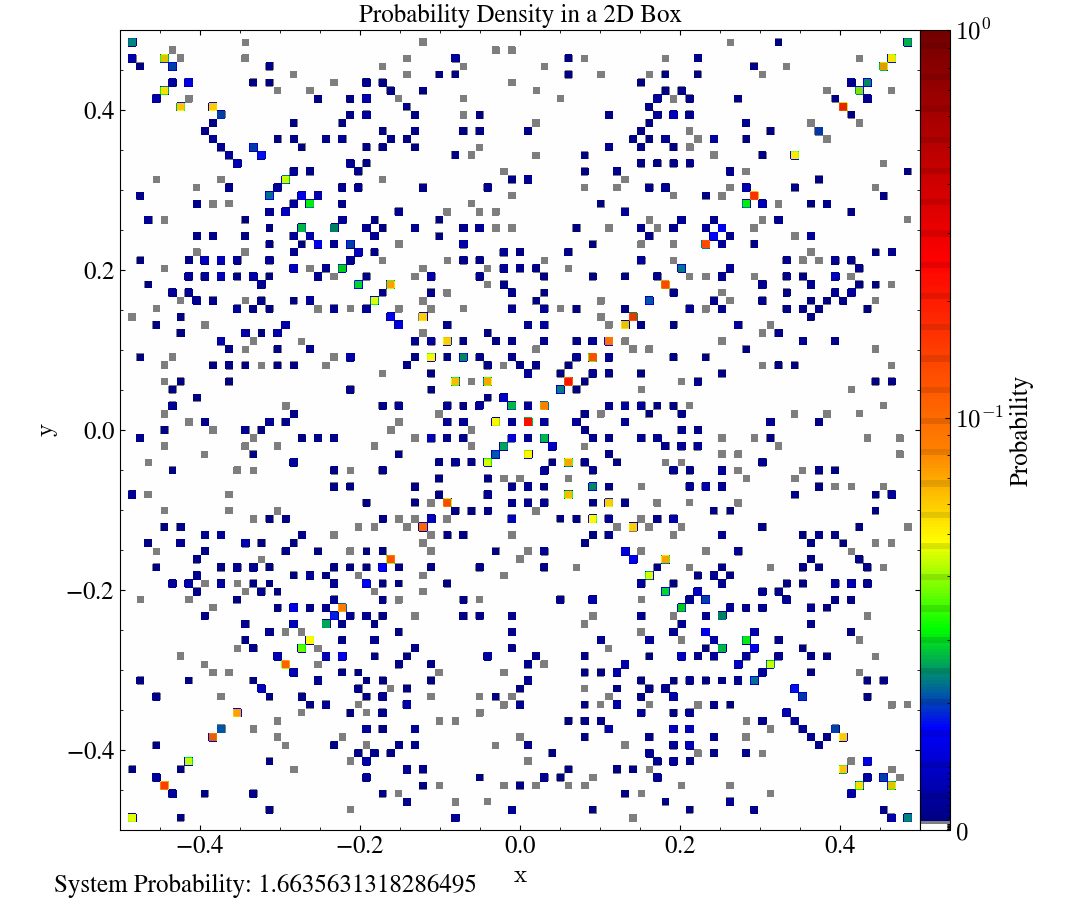 Probability Density in a 2D Box
10^0
0.4
0.2
0.0
−0.2
−0.4
y
10^−1
Probability
0
−0.4 −0.2 0.0 0.2 0.4
x
System Probability: 1.6635631318286495